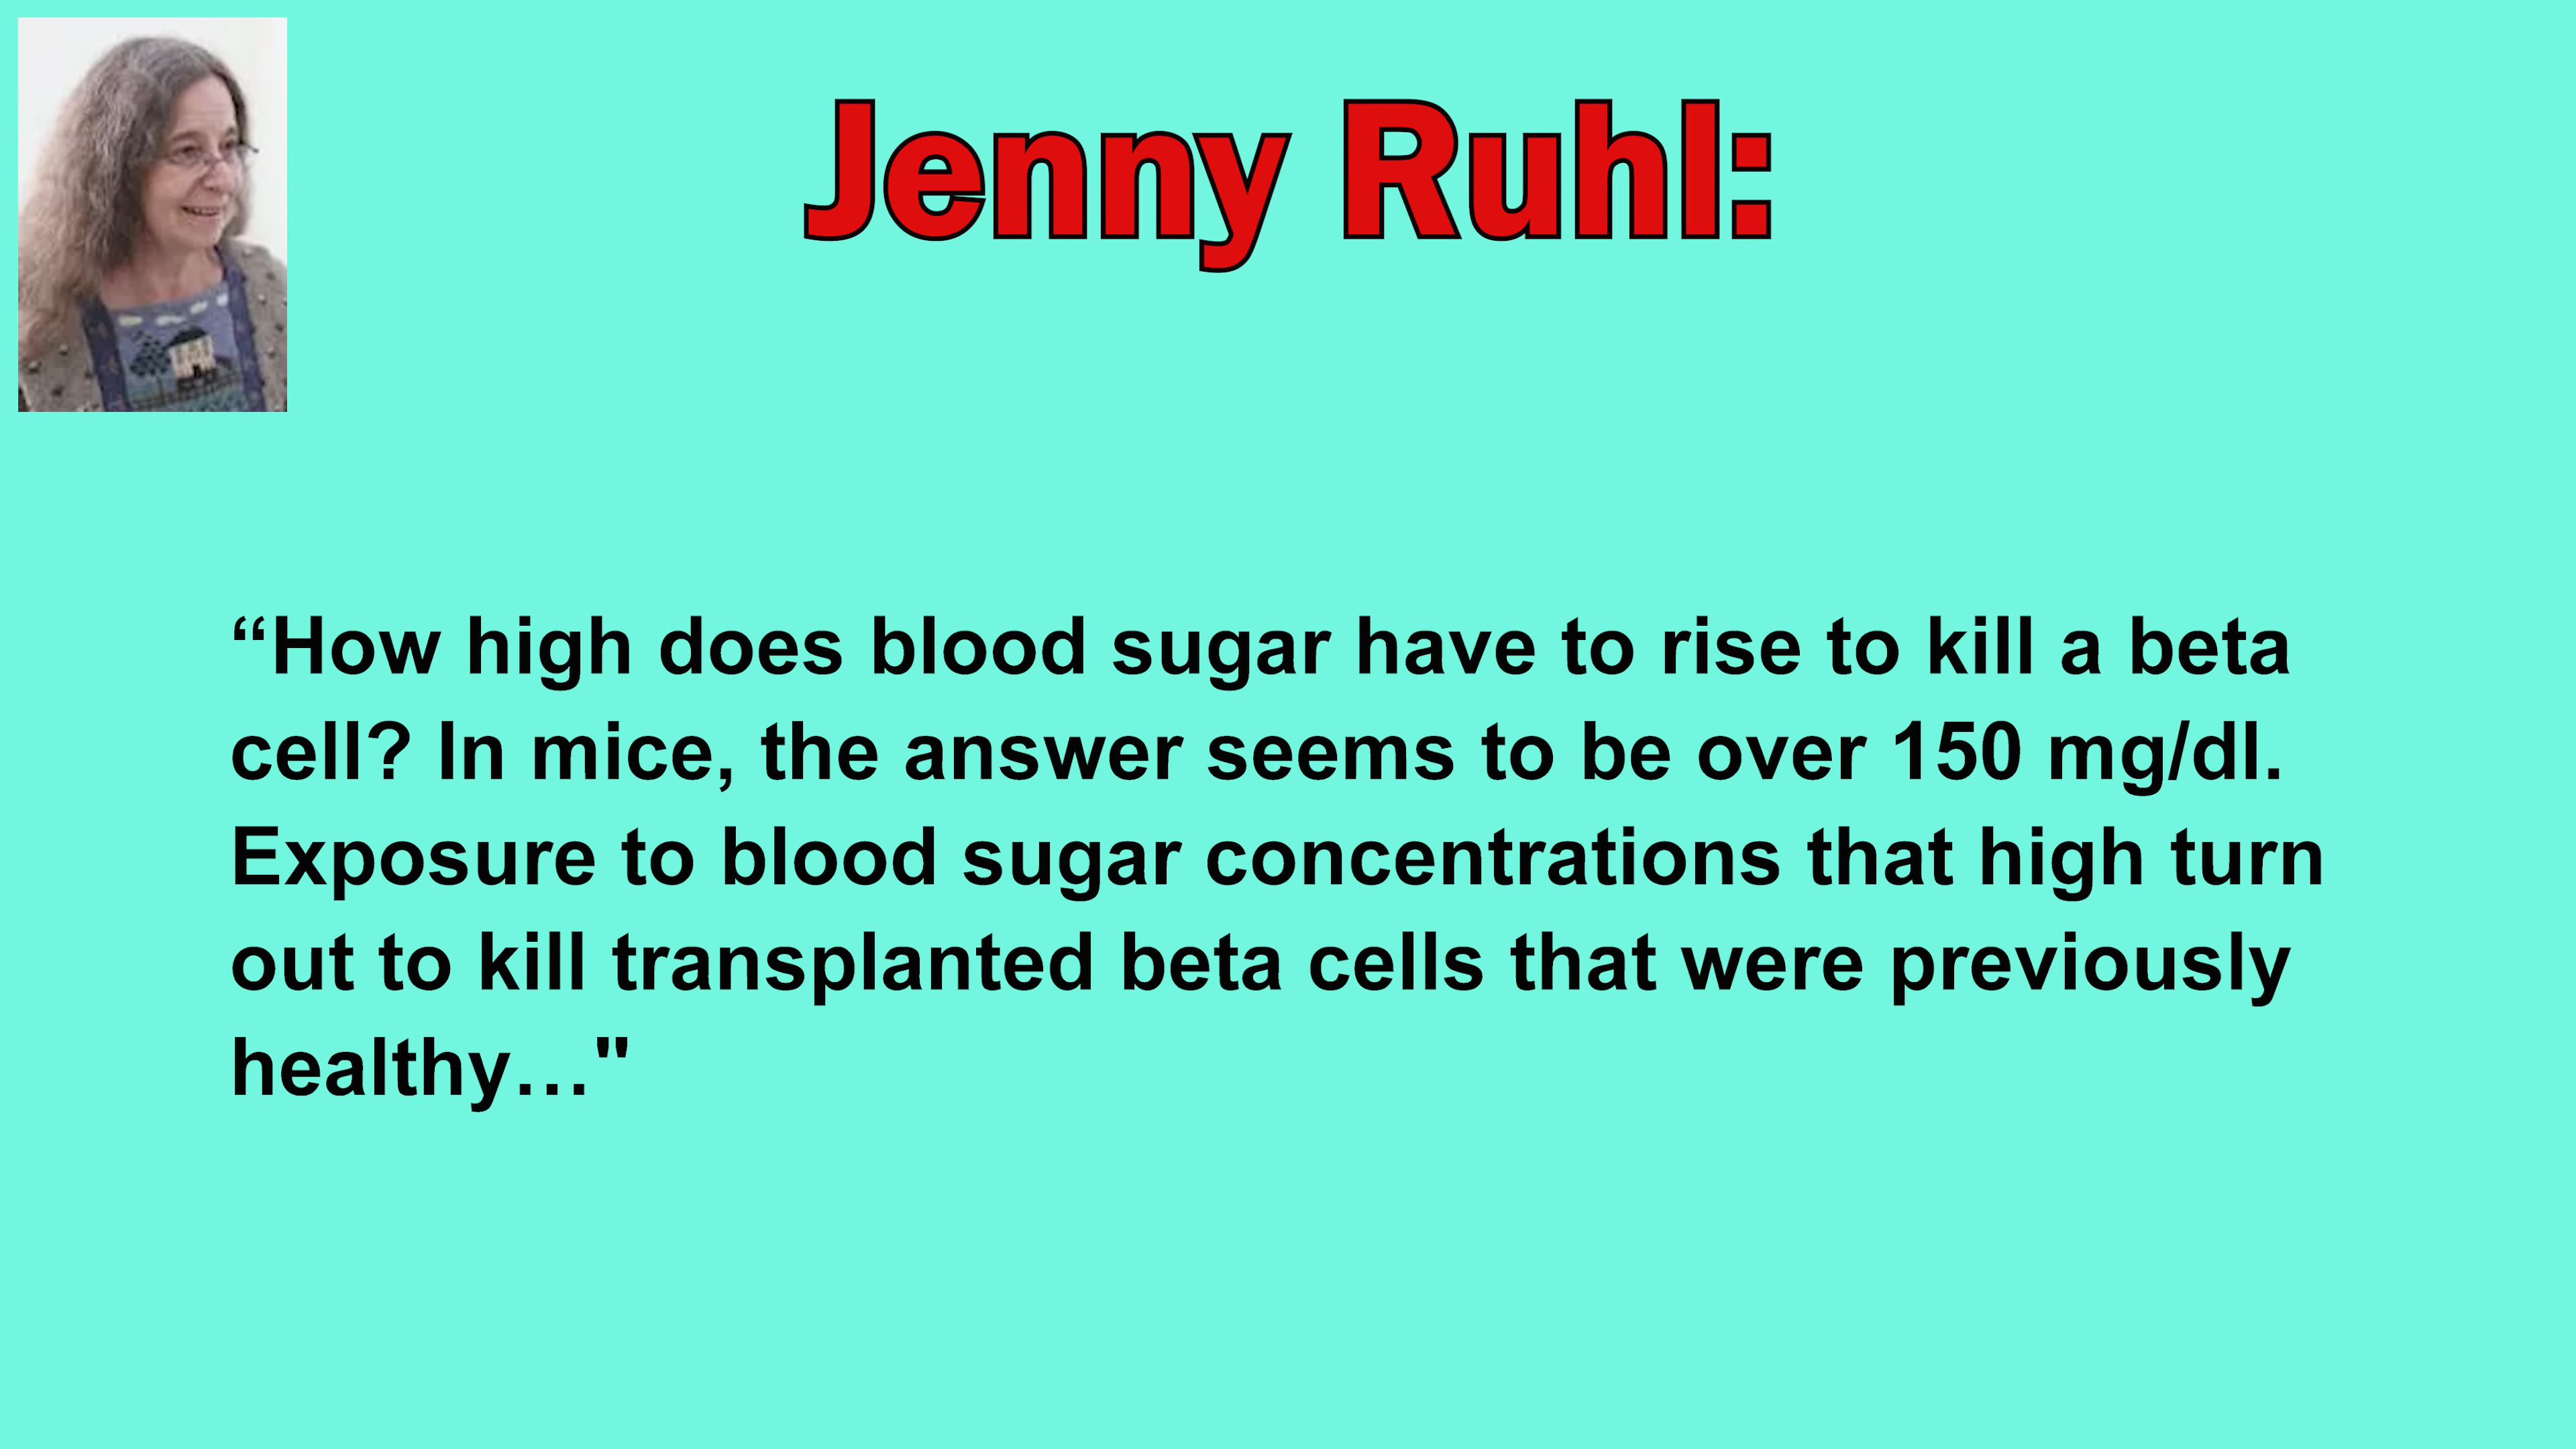 Jenny Ruhl:
“How high does blood sugar have to rise to kill a beta
cell? In mice, the answer seems to be over 150 mg/dl.
Exposure to blood sugar concentrations that high turn
out to kill transplanted beta cells that were previously
healthy…"